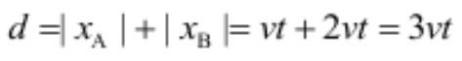 d =| x_A | + | x_B |= vt + 2vt = 3vt